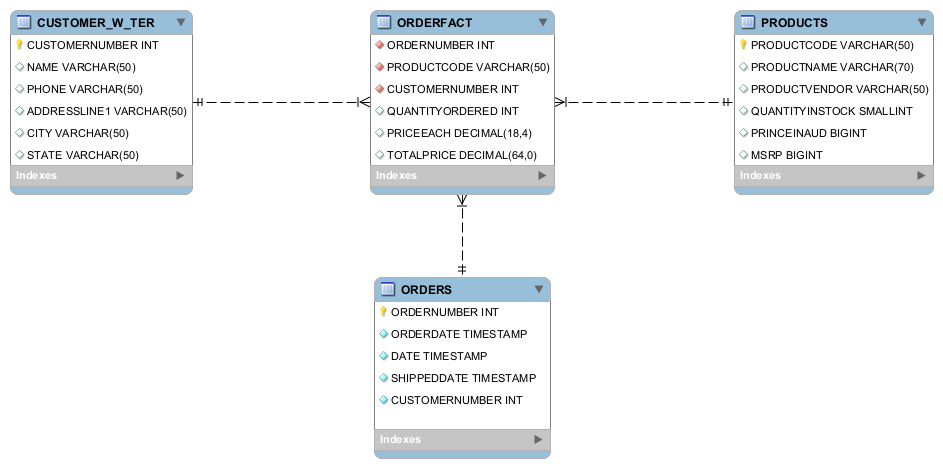 CUSTOMER_W_TER
CUSTOMERNUMBER INT
NAME VARCHAR(50)
PHONE VARCHAR(50)
ADDRESSLINE1 VARCHAR(50)
CITY VARCHAR(50)
STATE VARCHAR(50)
Indexes
ORDERFACT
ORDERNUMBER INT
PRODUCTCODE VARCHAR(50)
CUSTOMERNUMBER INT
QUANTITYORDERED INT
PRICEEACH DECIMAL(18,4)
TOTALPRICE DECIMAL(64,0)
Indexes
PRODUCTS
PRODUCTCODE VARCHAR(50)
PRODUCTNAME VARCHAR(70)
PRODUCTVENDOR VARCHAR(50)
QUANTITYINSTOCK SMALLINT
PRINCEINAUD BIGINT
MSRP BIGINT
Indexes
ORDERS
ORDERNUMBER INT
ORDERDATE TIMESTAMP
DATE TIMESTAMP
SHIPPEDDATE TIMESTAMP
CUSTOMERNUMBER INT
Indexes